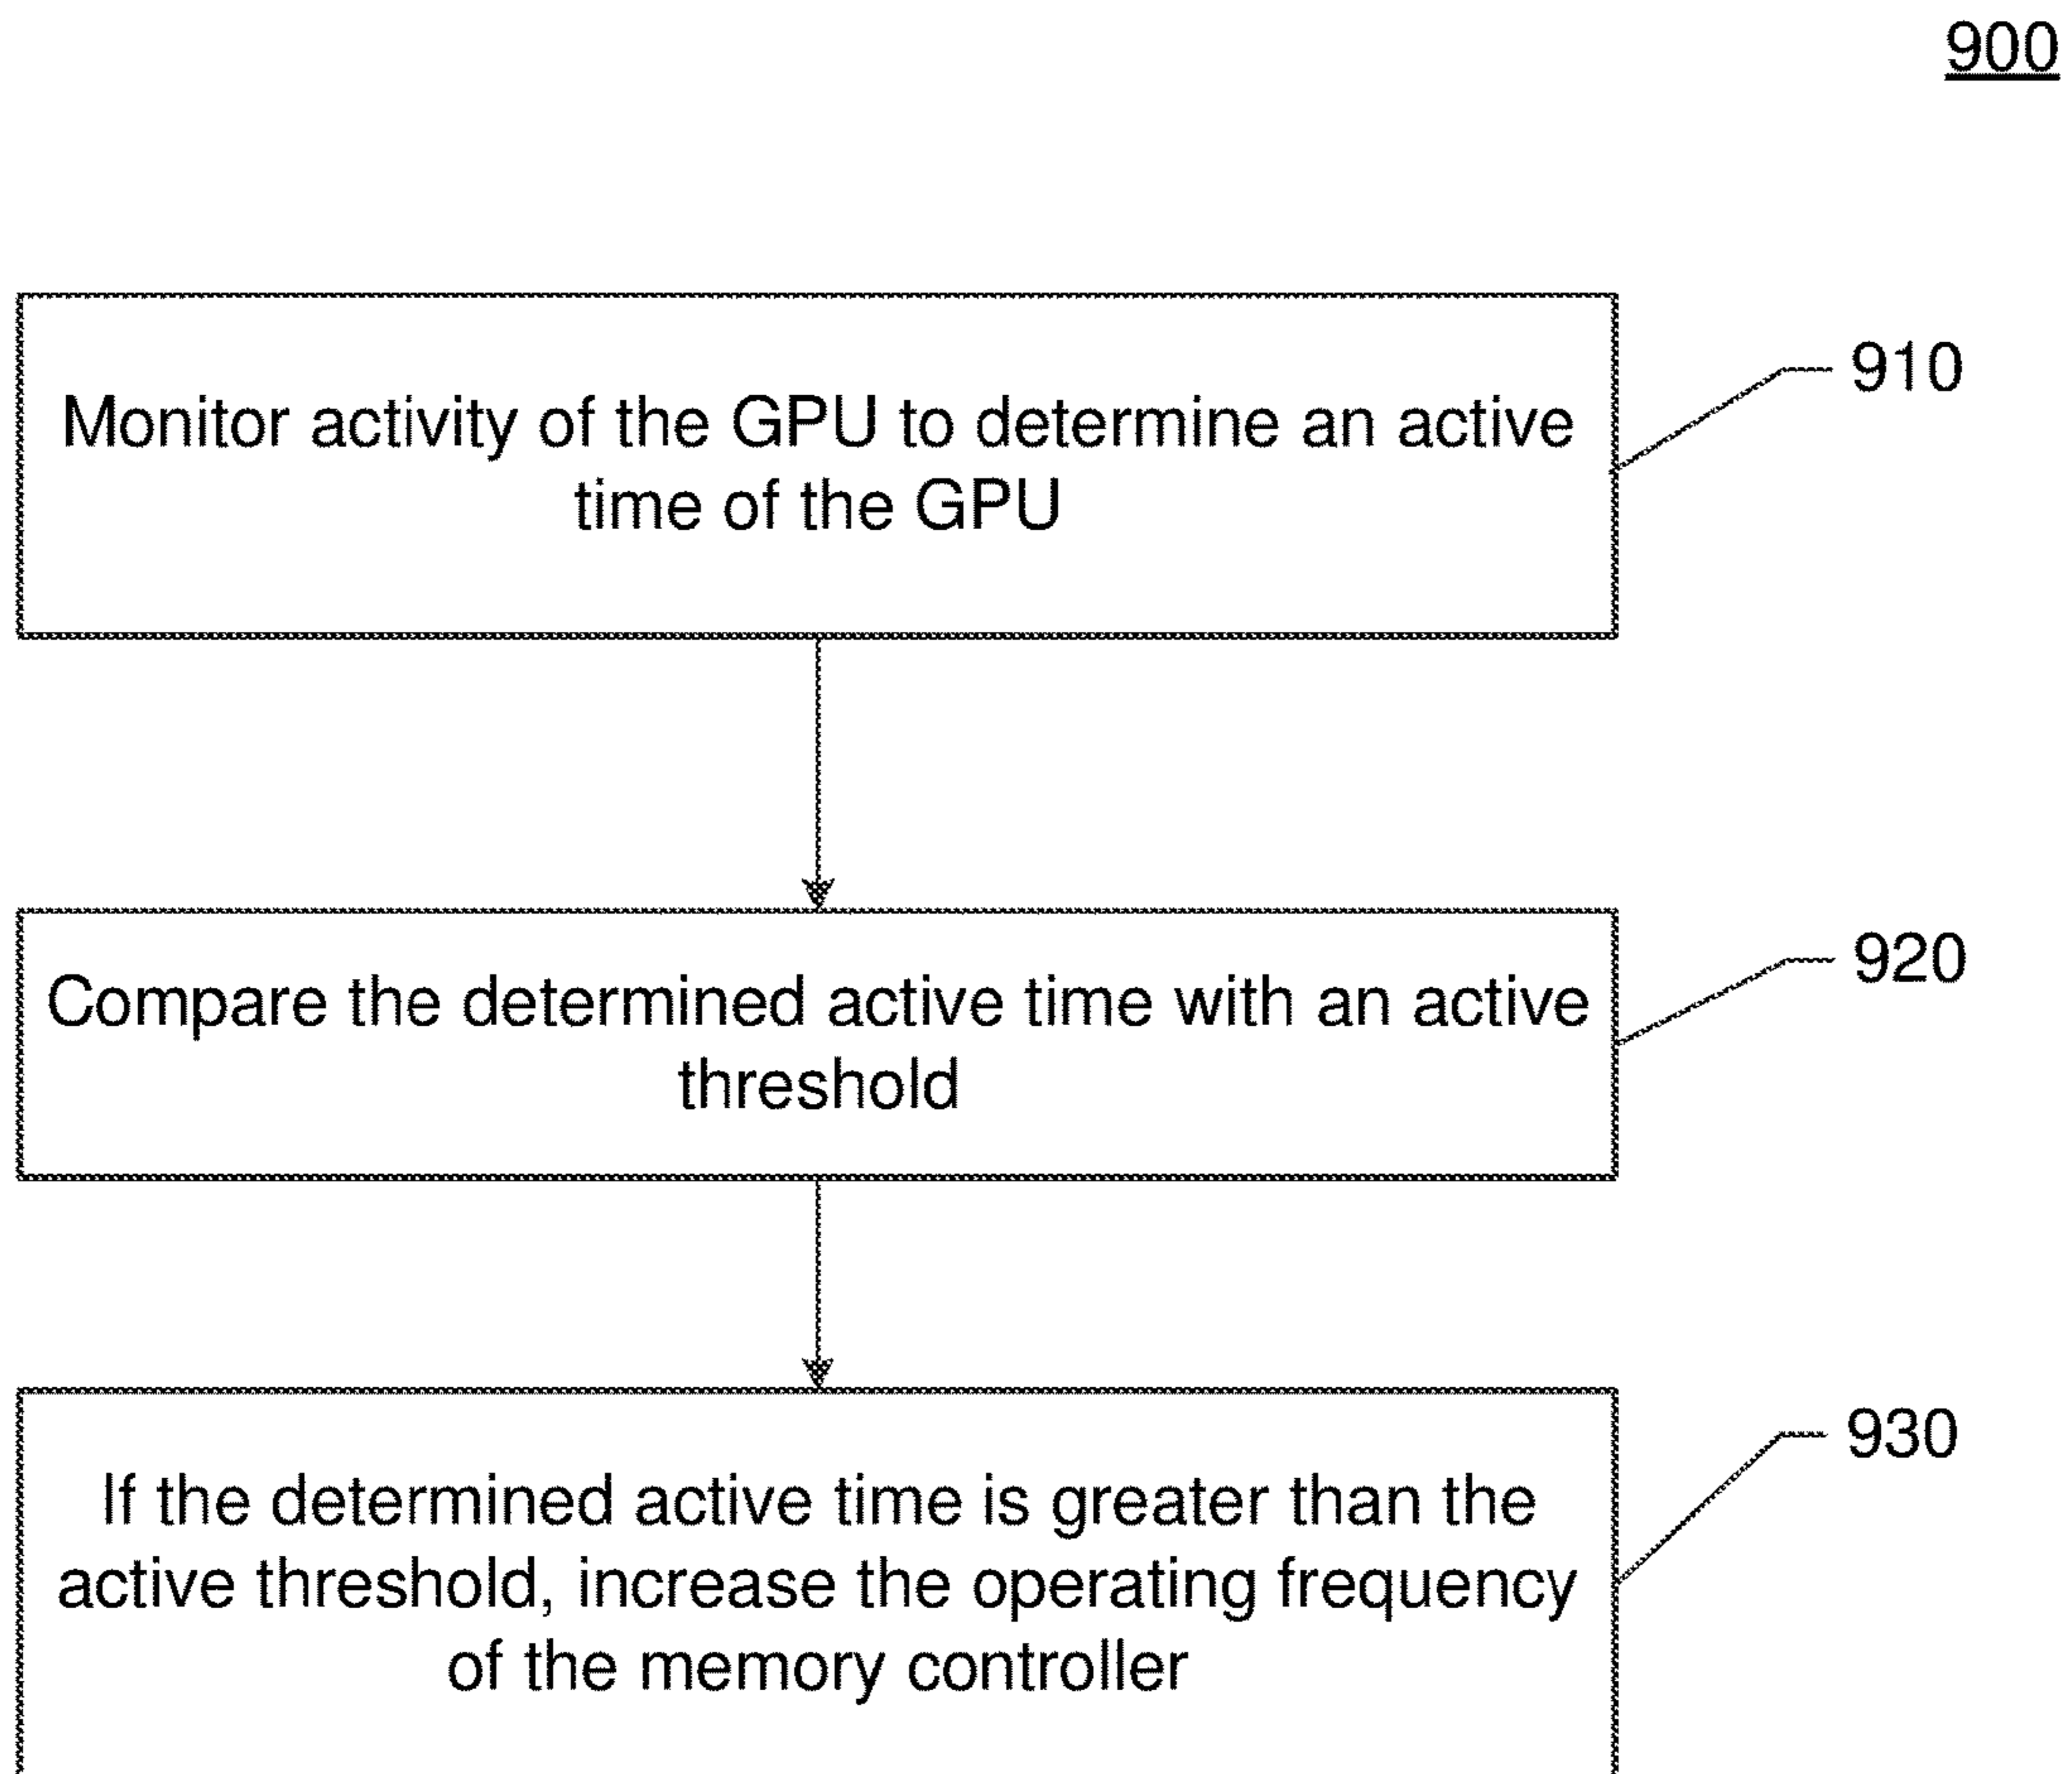 900
Monitor activity of the GPU to determine an active
time of the GPU
910
Compare the determined active time with an active
threshold
920
If the determined active time is greater than the
active threshold, increase the operating frequency
of the memory controller
930